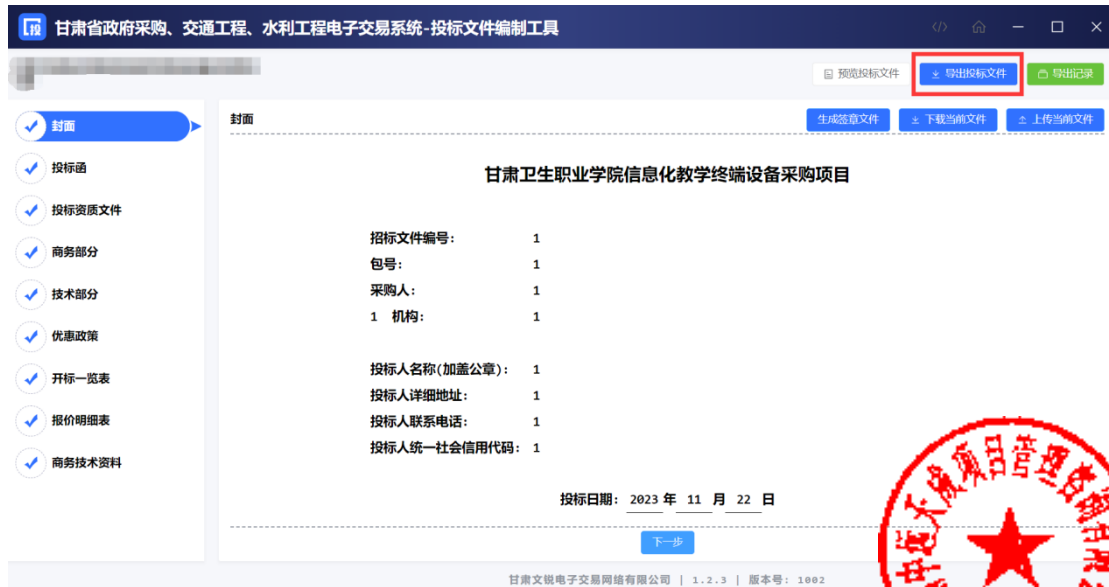 投 甘肃省政府采购、交通工程、水利工程电子交易系统-投标文件编制工具
预览投标文件 导出投标文件 导出记录
封面
投标函
投标资质文件
商务部分
技术部分
优惠政策
开标一览表
报价明细表
商务技术资料
封面 生成签章文件 下载当前文件 上传当前文件
甘肃卫生职业学院信息化教学终端设备采购项目
招标文件编号: 1
包号: 1
采购人: 1
1 机构: 1
投标人名称(加盖公章): 1
投标人详细地址: 1
投标人联系电话: 1
投标人统一社会信用代码: 1
投标日期: 2023 年 11 月 22 日
下一步
甘肃文锐电子交易网络有限公司 | 1.2.3 | 版本号: 1002
项目管理咨询有限